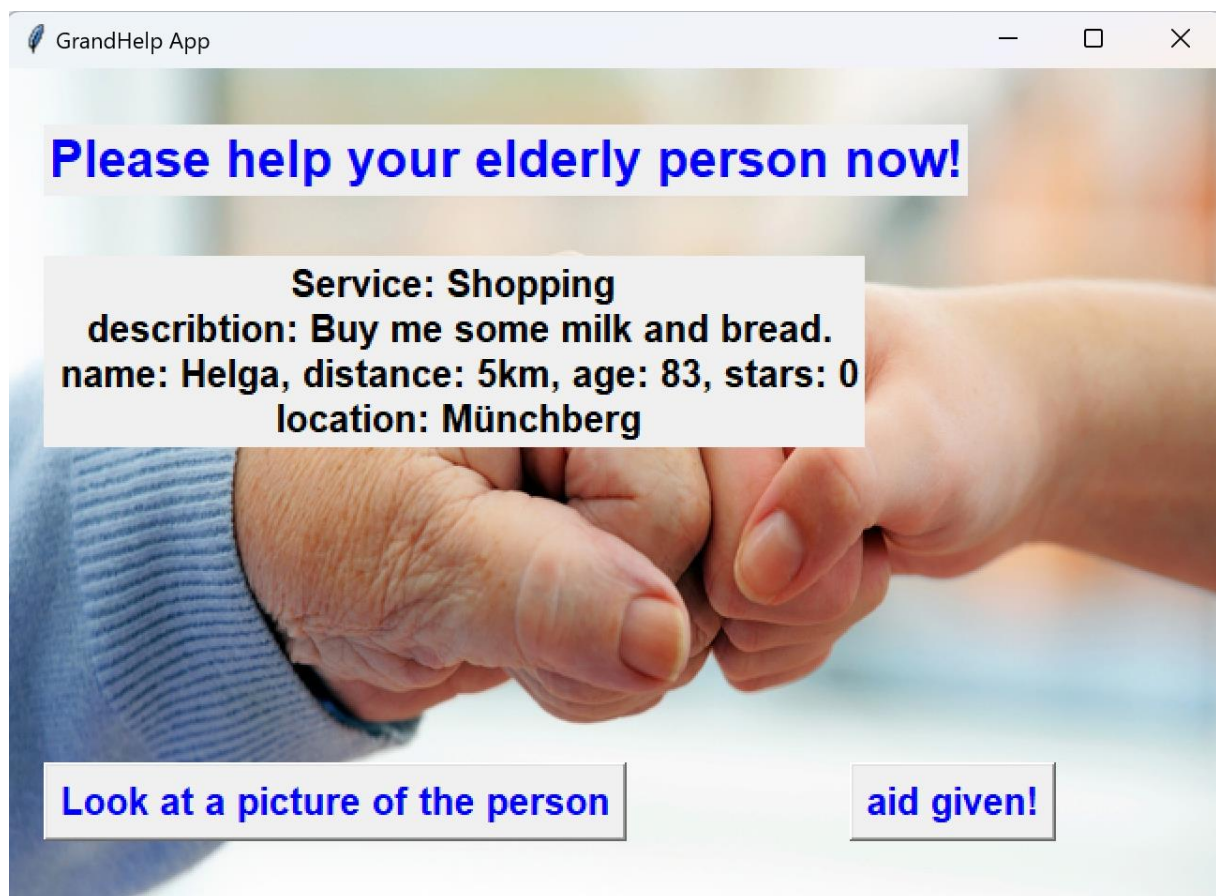 GrandHelp App
Please help your elderly person now!
Service: Shopping
describtion: Buy me some milk and bread.
name: Helga, distance: 5km, age: 83, stars: 0
location: Münchberg
Look at a picture of the person
aid given!